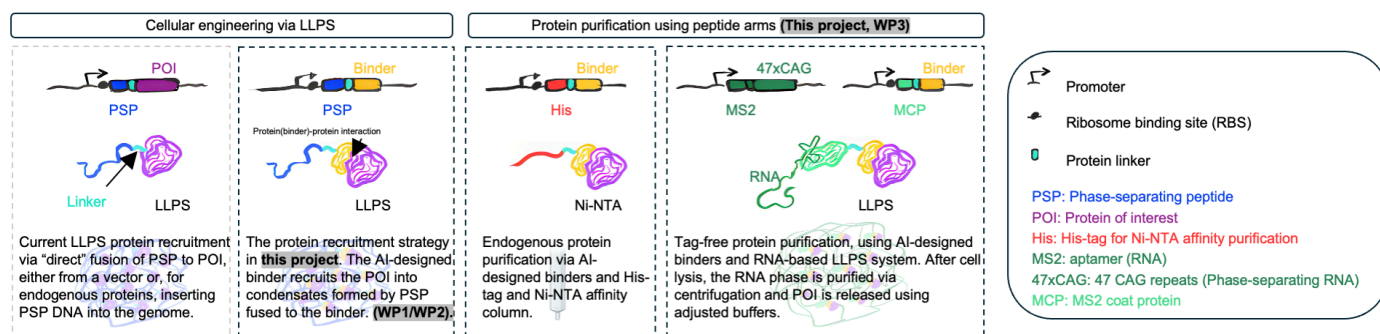 Cellular engineering via LLPS
Protein purification using peptide arms (This project, WP3)
POI
PSP
Linker
LLPS
Current LLPS protein recruitment
via “direct” fusion of PSP to POI,
either from a vector or, for
endogenous proteins, inserting
PSP DNA into the genome.
Binder
PSP
Protein(binder)-protein interaction
LLPS
The protein recruitment strategy
in this project. The AI-designed
binder recruits the POI into
condensates formed by PSP
fused to the binder. (WP1/WP2).
Binder
His
Ni-NTA
Endogenous protein
purification via AI-
designed binders and His-
tag and Ni-NTA affinity
column.
47xCAG
MS2
Binder
MCP
RNA
LLPS
Tag-free protein purification, using AI-designed
binders and RNA-based LLPS system. After cell
lysis, the RNA phase is purified via
centrifugation and POI is released using
adjusted buffers.
Promoter
Ribosome binding site (RBS)
Protein linker
PSP: Phase-separating peptide
POI: Protein of interest
His: His-tag for Ni-NTA affinity purification
MS2: aptamer (RNA)
47xCAG: 47 CAG repeats (Phase-separating RNA)
MCP: MS2 coat protein